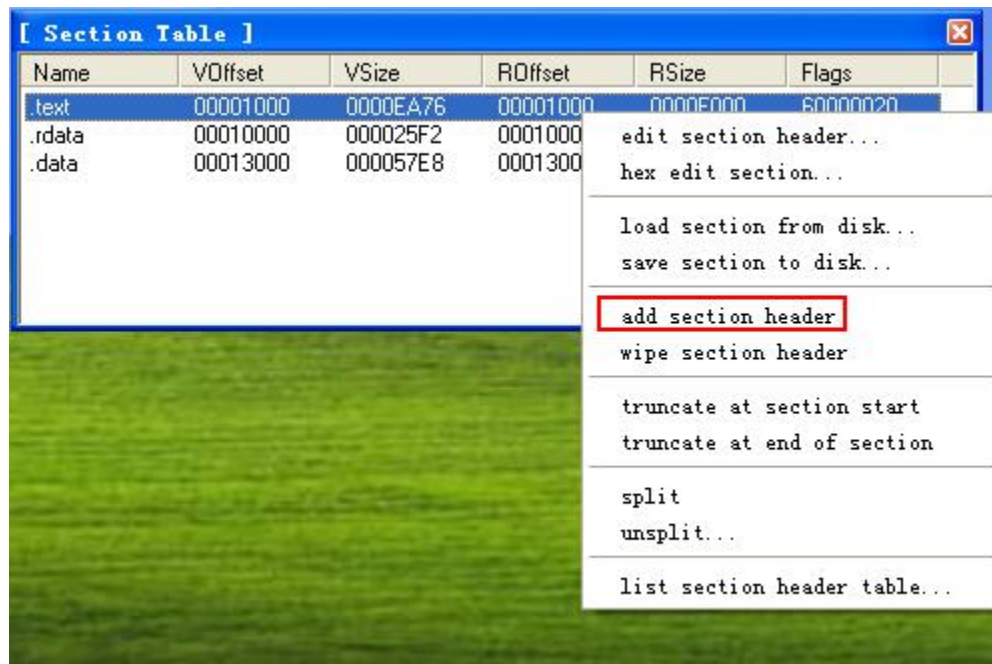 [ Section Table ]
Name VOffset VSize ROffset RSize Flags
.text 00001000 0000EA76 00001000 0000F000 60000020
.rdata 00010000 000025F2 0001000
.data 00013000 000057E8 0001300
edit section header...
hex edit section...
load section from disk...
save section to disk...
add section header
wipe section header
truncate at section start
truncate at end of section
split
unsplit...
list section header table...